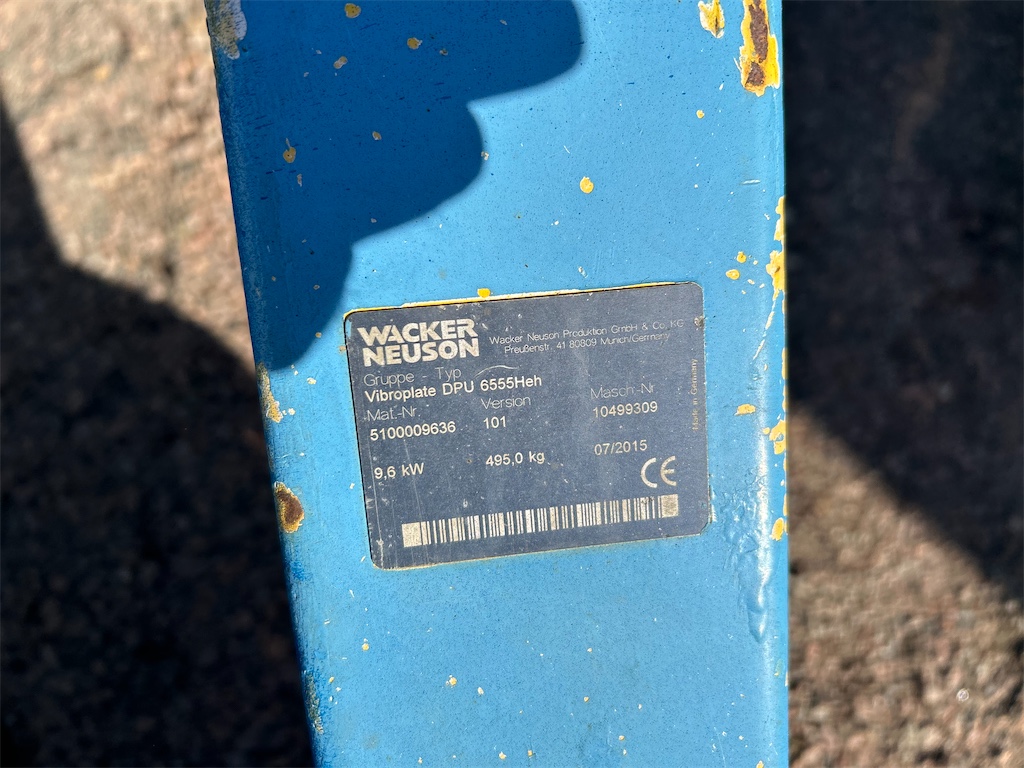 WACKER
NEUSON
Wacker Neuson Produktion GmbH & Co. KG
Preußenstr. 41 80809 Munich/Germany
Gruppe - Typ
Vibroplate DPU 6555Heh
Mat.-Nr. Version Masch-Nr
5100009636 101 10499309
9,6 kW 495,0 kg 07/2015
CE
Made in Germany